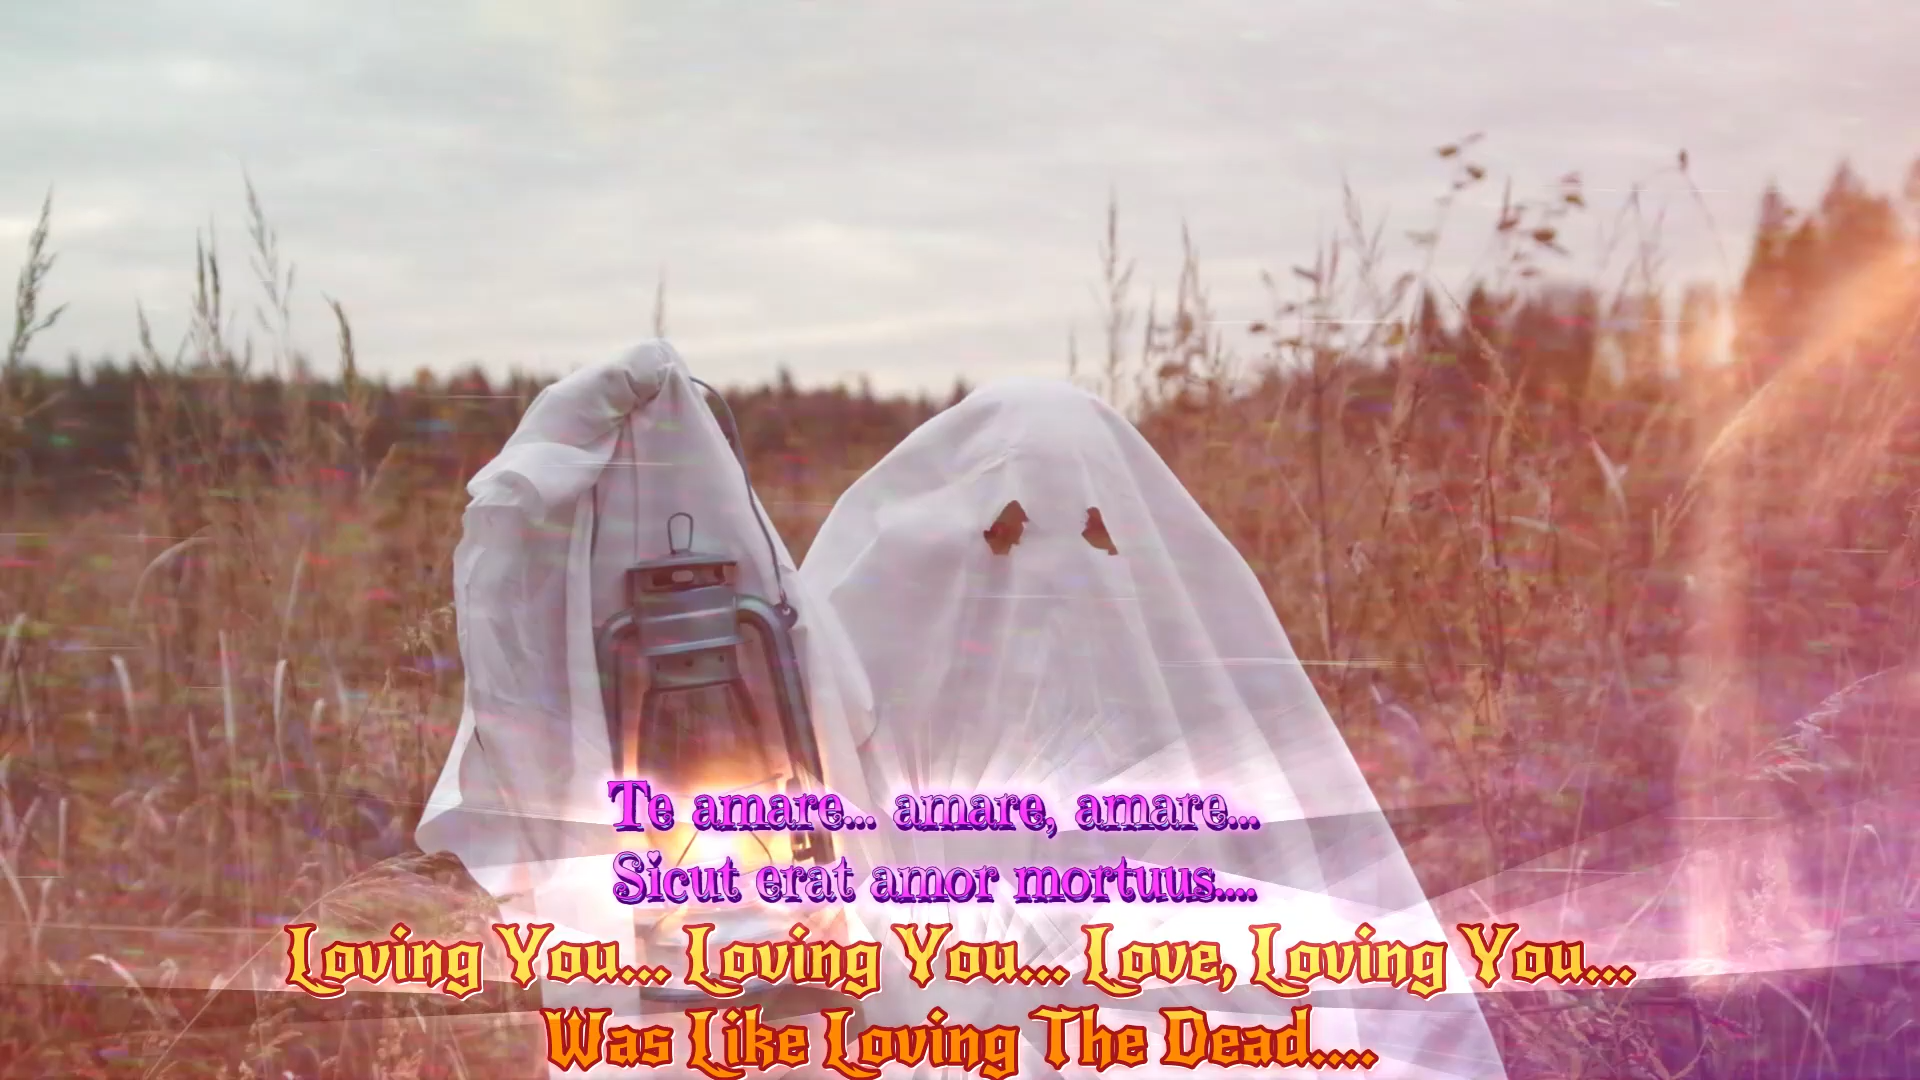 Te amare... amare, amare...
Sicut erat amor mortuus....
Loving You... Loving You... Love, Loving You...
Was Like Loving The Dead....